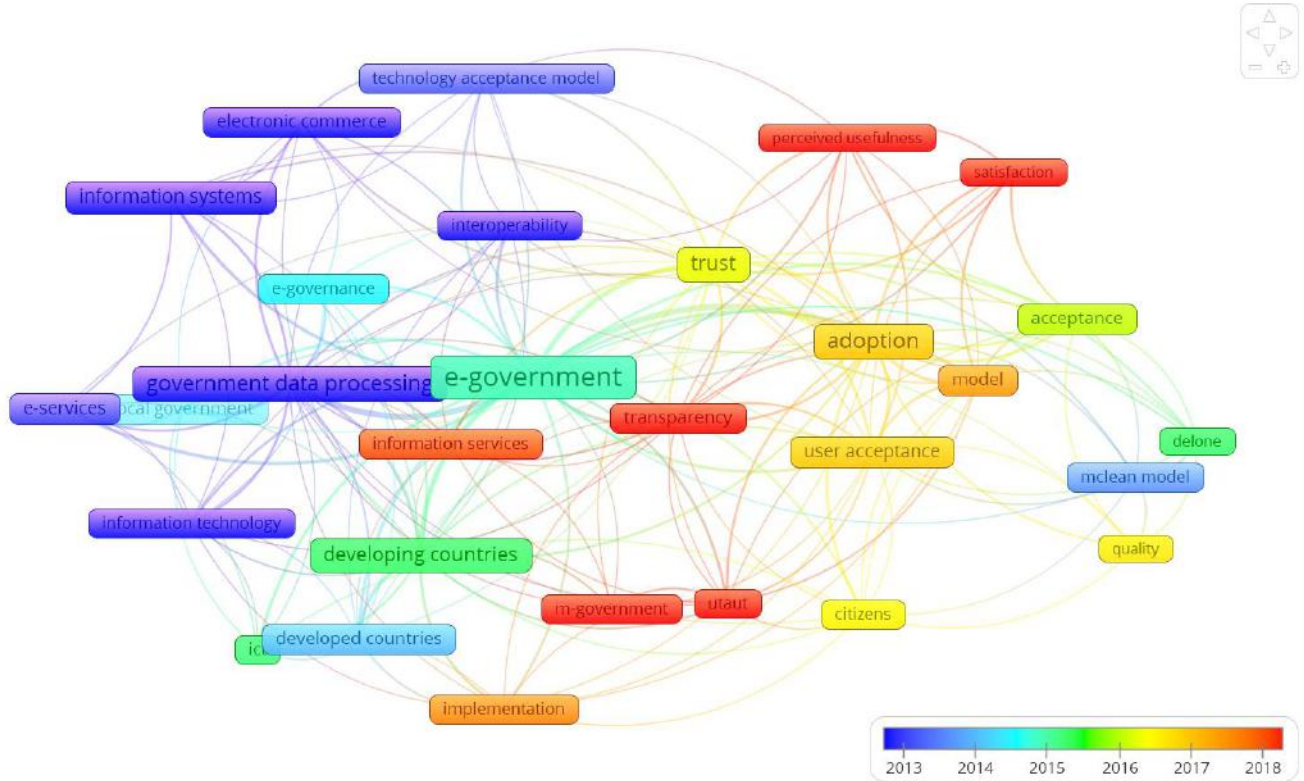 technology acceptance model
electronic commerce
perceived usefulness
satisfaction
information systems
interoperability
trust
e-governance
acceptance
adoption
government data processing
e-government
model
e-services
ocal government
transparency
information services
user acceptance
delone
mclean model
information technology
quality
developing countries
m-government
utaut
citizens
developed countries
implementation
2013 2014 2015 2016 2017 2018